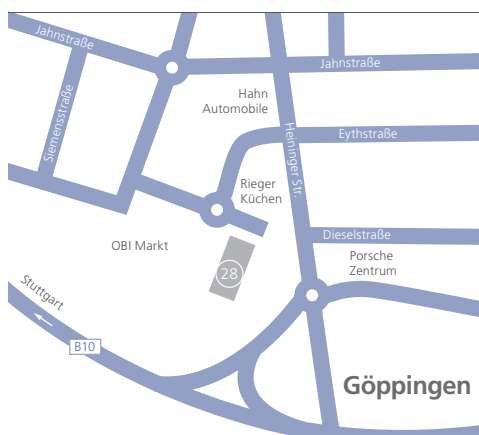 Jahnstraße
Jahnstraße
Hahn
Automobile
Siemensstraße
Heininger Str.
Eythstraße
Rieger
Küchen
OBI Markt
Dieselstraße
28
Porsche
Zentrum
Stuttgart
B10
Göppingen